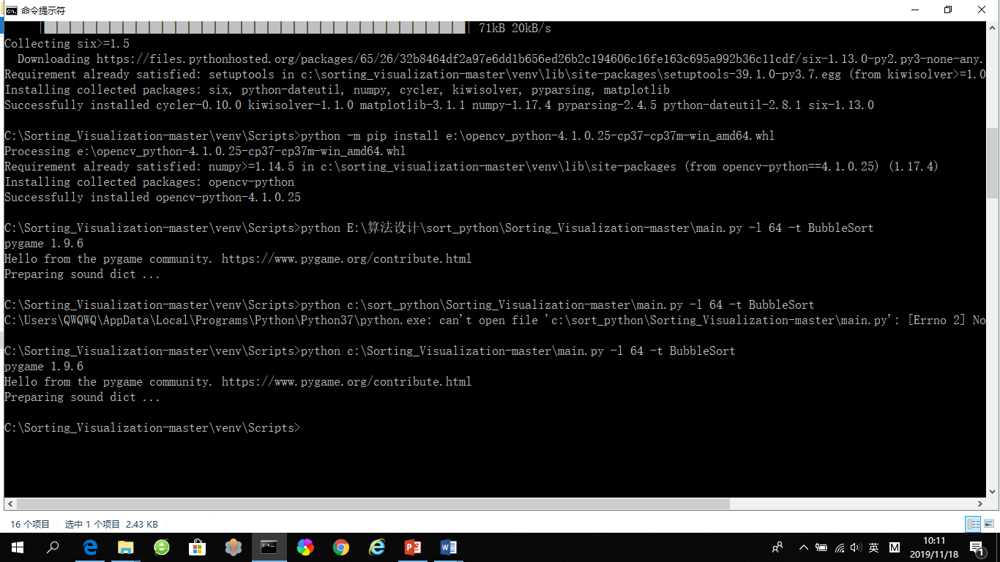 命令提示符
71kB 20kB/s
Collecting six>=1.5
Downloading https://files.pythonhosted.org/packages/65/26/32b8464df2a97e6dd1b656ed26b2c194606c16fe163c695a992b36c11cdf/six-1.13.0-py2.py3-none-any.
Requirement already satisfied: setuptools in c:\sorting_visualization-master\venv\lib\site-packages\setuptools-39.1.0-py3.7.egg (from kiwisolver>=1.0
Installing collected packages: six, python-dateutil, numpy, cycler, kiwisolver, pyparsing, matplotlib
Successfully installed cycler-0.10.0 kiwisolver-1.1.0 matplotlib-3.1.1 numpy-1.17.4 pyparsing-2.4.5 python-dateutil-2.8.1 six-1.13.0
C:\Sorting_Visualization-master\venv\Scripts>python -m pip install e:\opencv_python-4.1.0.25-cp37-cp37m-win_amd64.whl
Processing e:\opencv_python-4.1.0.25-cp37-cp37m-win_amd64.whl
Requirement already satisfied: numpy>=1.14.5 in c:\sorting_visualization-master\venv\lib\site-packages (from opencv-python==4.1.0.25) (1.17.4)
Installing collected packages: opencv-python
Successfully installed opencv-python-4.1.0.25
C:\Sorting_Visualization-master\venv\Scripts>python E:\算法设计\sort_python\Sorting_Visualization-master\main.py -l 64 -t BubbleSort
pygame 1.9.6
Hello from the pygame community. https://www.pygame.org/contribute.html
Preparing sound dict ...
C:\Sorting_Visualization-master\venv\Scripts>python c:\sort_python\Sorting_Visualization-master\main.py -l 64 -t BubbleSort
C:\Users\QWQWQ\AppData\Local\Programs\Python\Python37\python.exe: can't open file 'c:\sort_python\Sorting_Visualization-master\main.py': [Errno 2] No
C:\Sorting_Visualization-master\venv\Scripts>python c:\Sorting_Visualization-master\main.py -l 64 -t BubbleSort
pygame 1.9.6
Hello from the pygame community. https://www.pygame.org/contribute.html
Preparing sound dict ...
C:\Sorting_Visualization-master\venv\Scripts>
16 个项目 选中 1 个项目 2.43 KB
英 M
10:11
2019/11/18
1